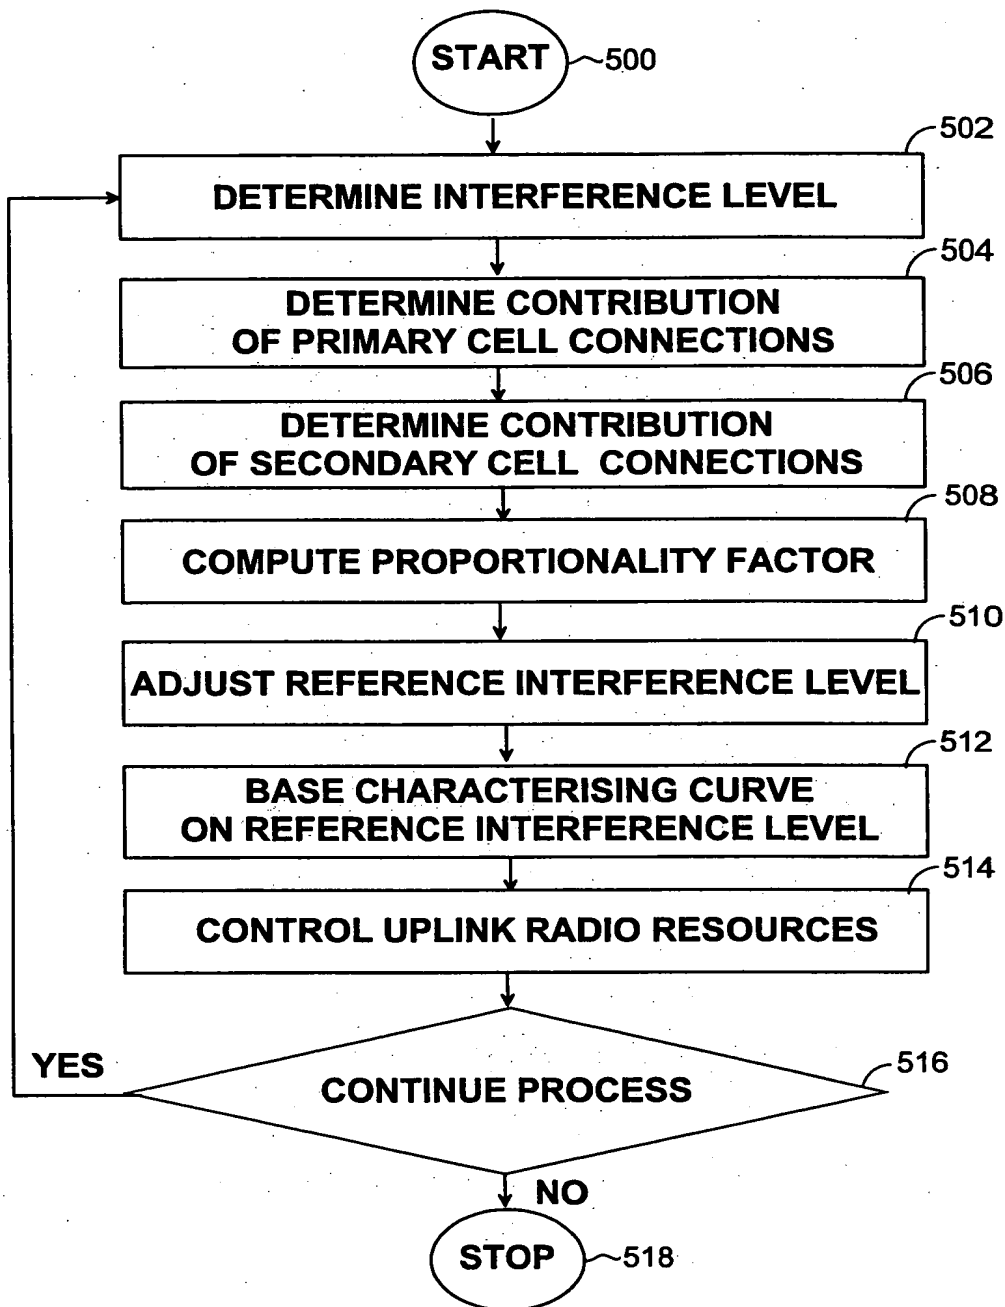 START
500
502
DETERMINE INTERFERENCE LEVEL
504
DETERMINE CONTRIBUTION
OF PRIMARY CELL CONNECTIONS
506
DETERMINE CONTRIBUTION
OF SECONDARY CELL CONNECTIONS
508
COMPUTE PROPORTIONALITY FACTOR
510
ADJUST REFERENCE INTERFERENCE LEVEL
512
BASE CHARACTERISING CURVE
ON REFERENCE INTERFERENCE LEVEL
514
CONTROL UPLINK RADIO RESOURCES
YES
516
CONTINUE PROCESS
NO
STOP
518